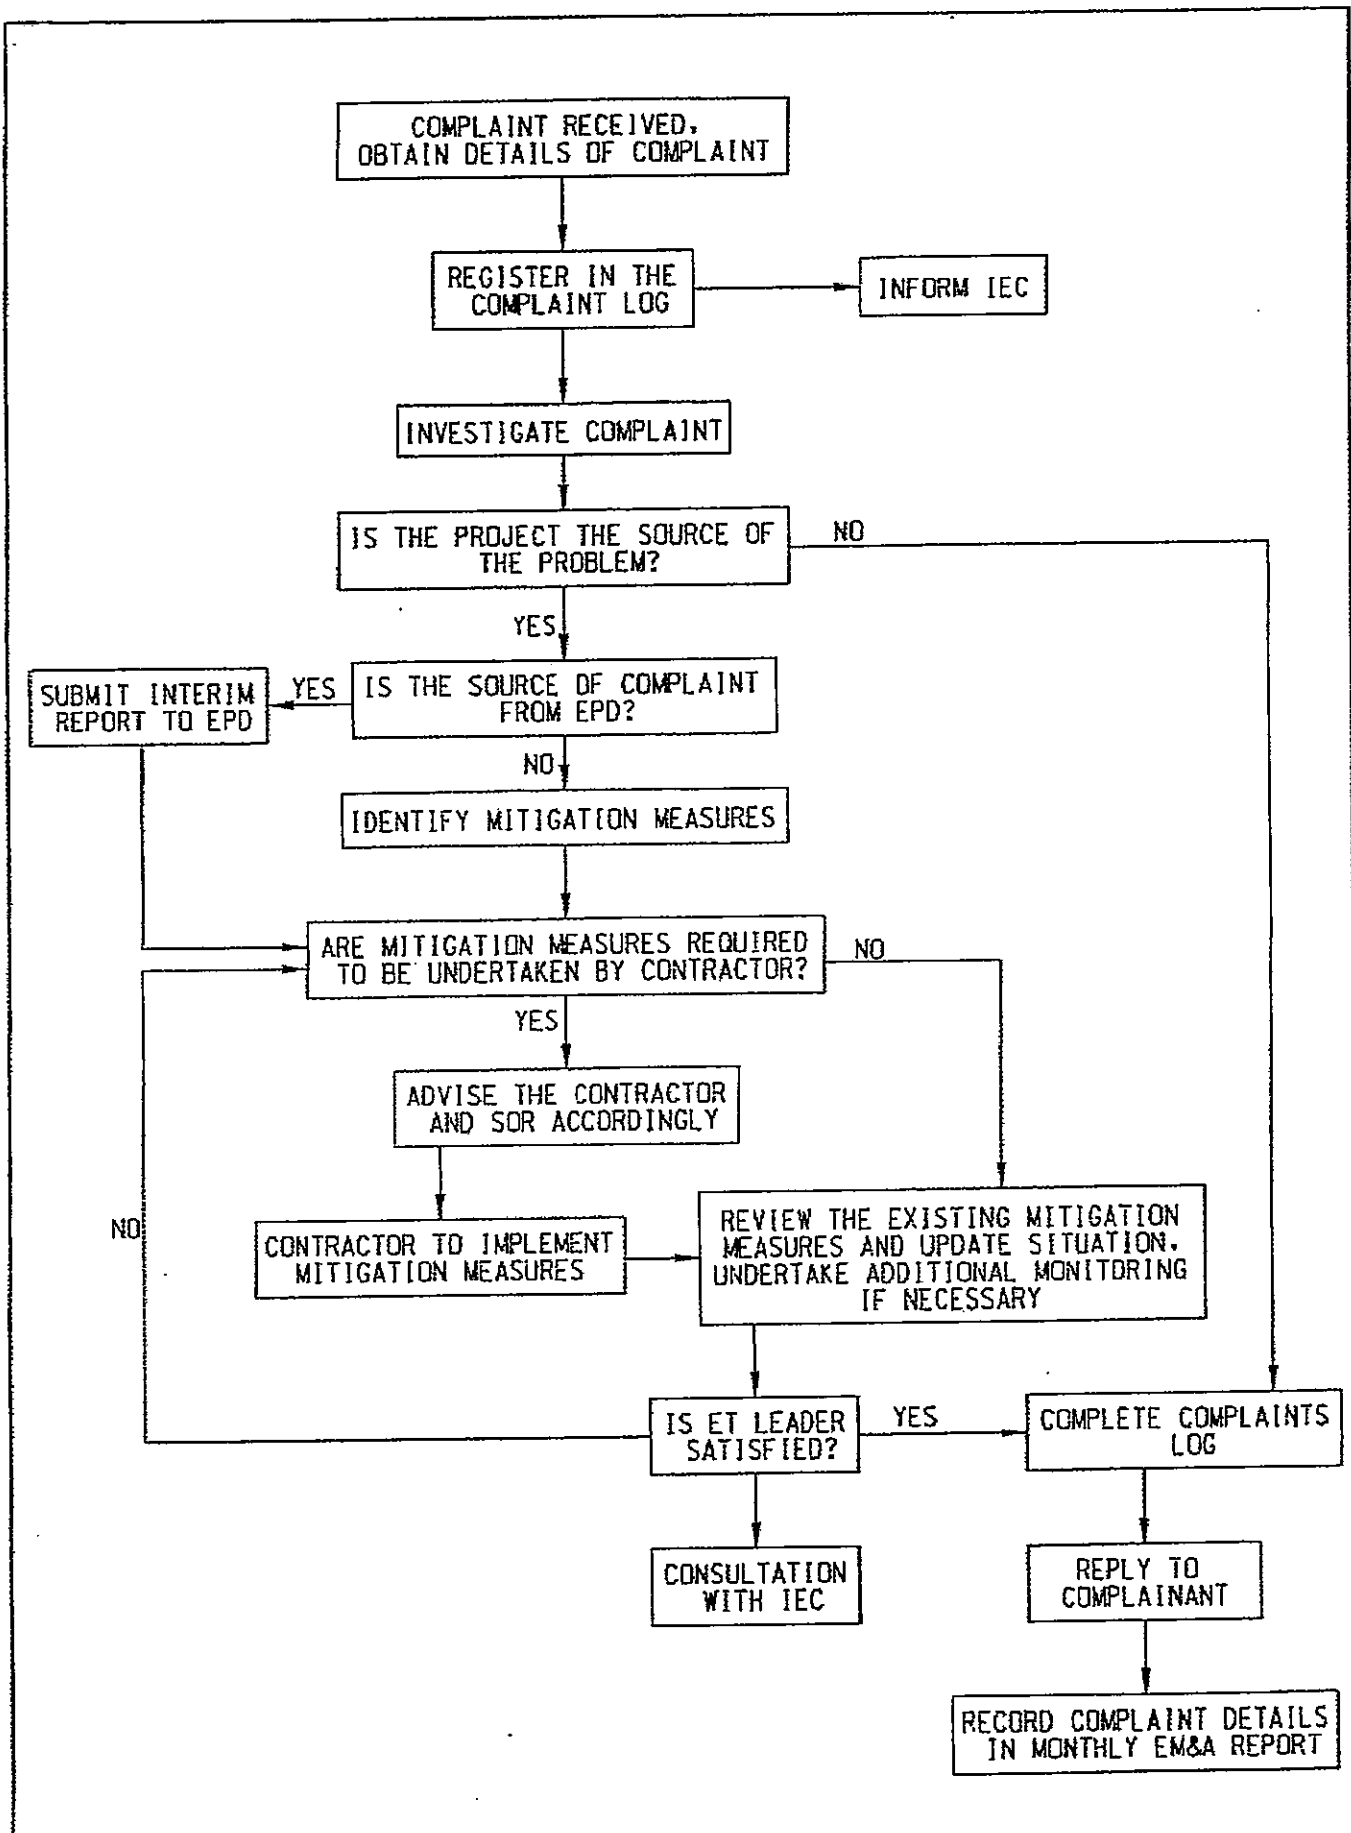 COMPLAINT RECEIVED,
OBTAIN DETAILS OF COMPLAINT
REGISTER IN THE
COMPLAINT LOG
INFORM IEC
INVESTIGATE COMPLAINT
IS THE PROJECT THE SOURCE OF
THE PROBLEM?
NO
YES
SUBMIT INTERIM
REPORT TO EPD
YES
IS THE SOURCE OF COMPLAINT
FROM EPD?
NO
IDENTIFY MITIGATION MEASURES
ARE MITIGATION MEASURES REQUIRED
TO BE UNDERTAKEN BY CONTRACTOR?
NO
YES
ADVISE THE CONTRACTOR
AND SOR ACCORDINGLY
NO
CONTRACTOR TO IMPLEMENT
MITIGATION MEASURES
REVIEW THE EXISTING MITIGATION
MEASURES AND UPDATE SITUATION.
UNDERTAKE ADDITIONAL MONITORING
IF NECESSARY
IS ET LEADER
SATISFIED?
YES
COMPLETE COMPLAINTS
LOG
CONSULTATION
WITH IEC
REPLY TO
COMPLAINANT
RECORD COMPLAINT DETAILS
IN MONTHLY EM&A REPORT